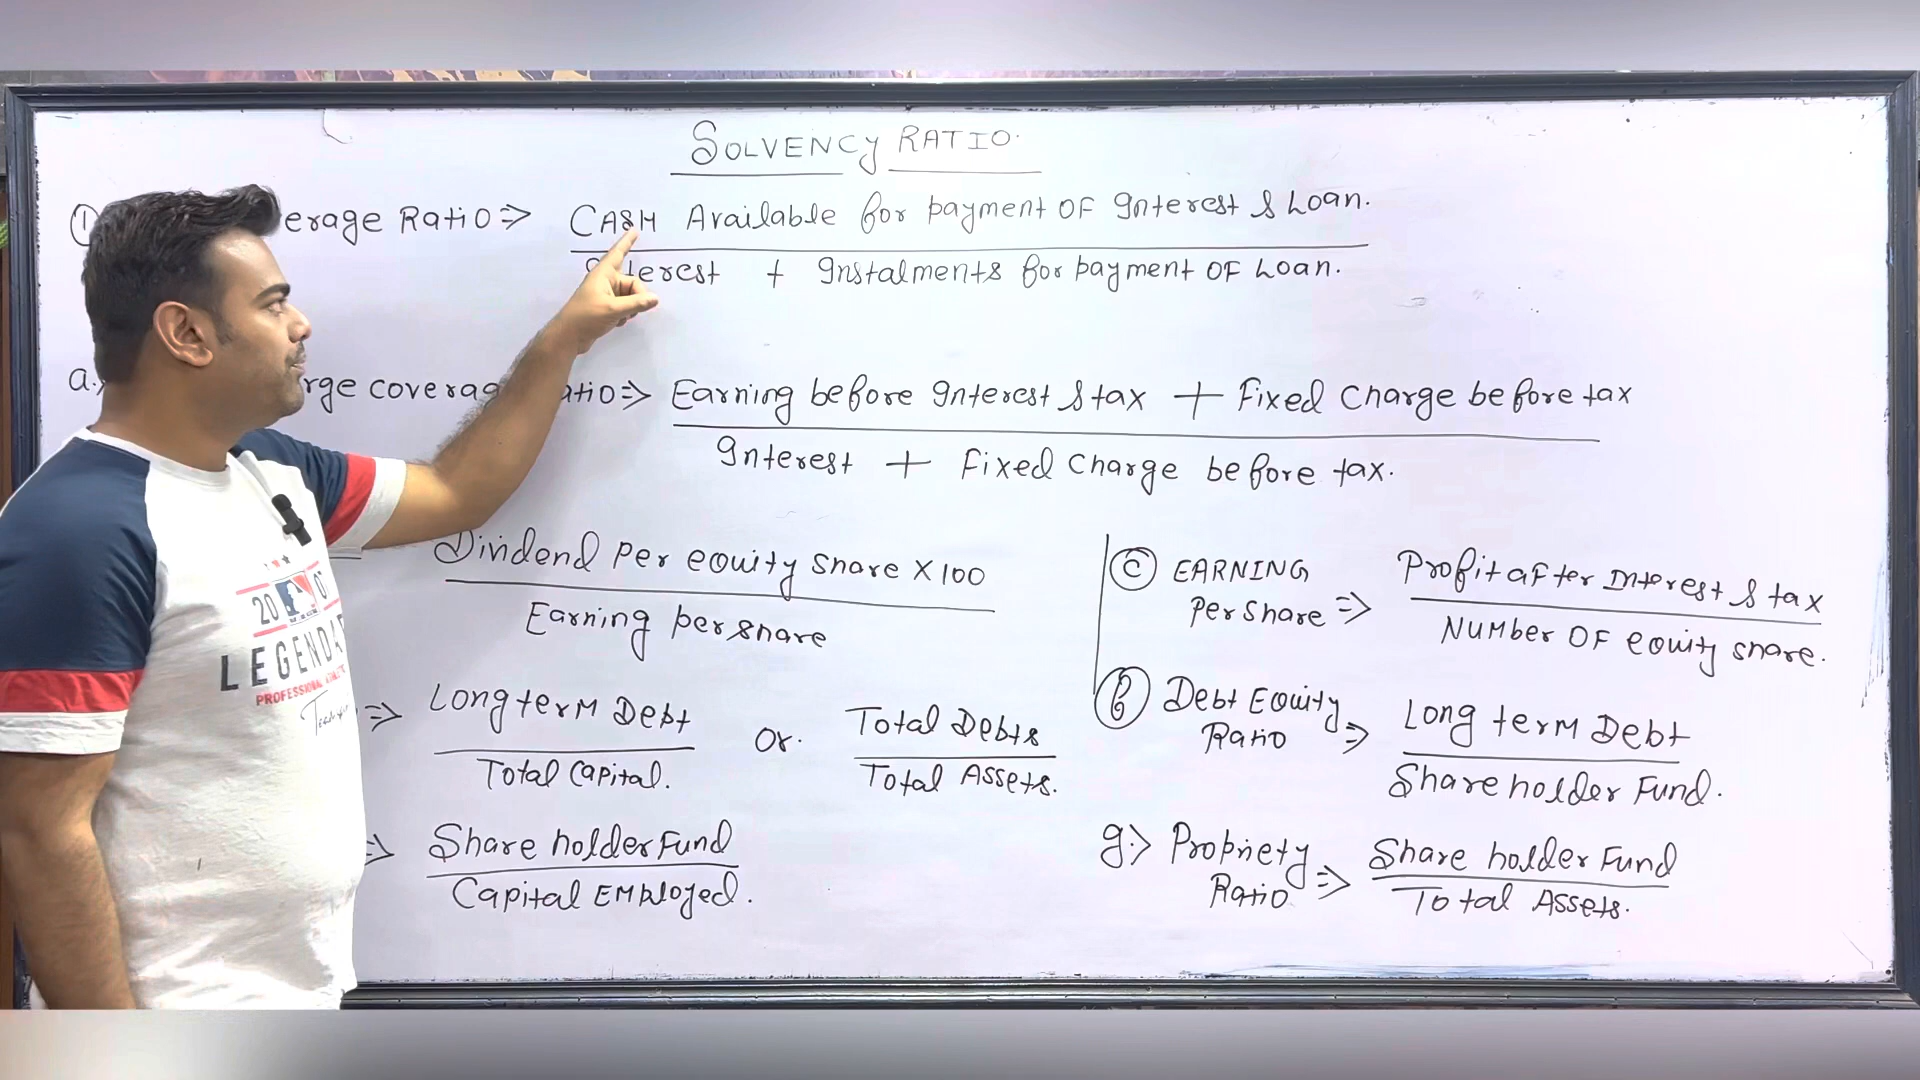 SOLVENCY RATIO
① erage Ratio ⇒ CASH Available for payment OF Interest & Loan.
Interest + Instalments for payment OF Loan.
a.> rge coverage Ratio ⇒ Earning before Interest & tax + Fixed Charge before tax
Interest + Fixed Charge before tax.
Dividend Per equity share X 100
Earning per share
Ⓒ EARNING Per share ⇒ Profit after Interest & tax
Number OF equity share.
⇒ Long term Debt
Total Capital.
Or.
Total Debts
Total Assets.
Debt Equity Ratio ⇒ Long term Debt
Share holder Fund.
⇒ Share holder Fund
Capital Employed.
g.> Propriety Ratio ⇒ Share holder Fund
Total Assets.
20 07
LEGENDA
PROFESSIONAL